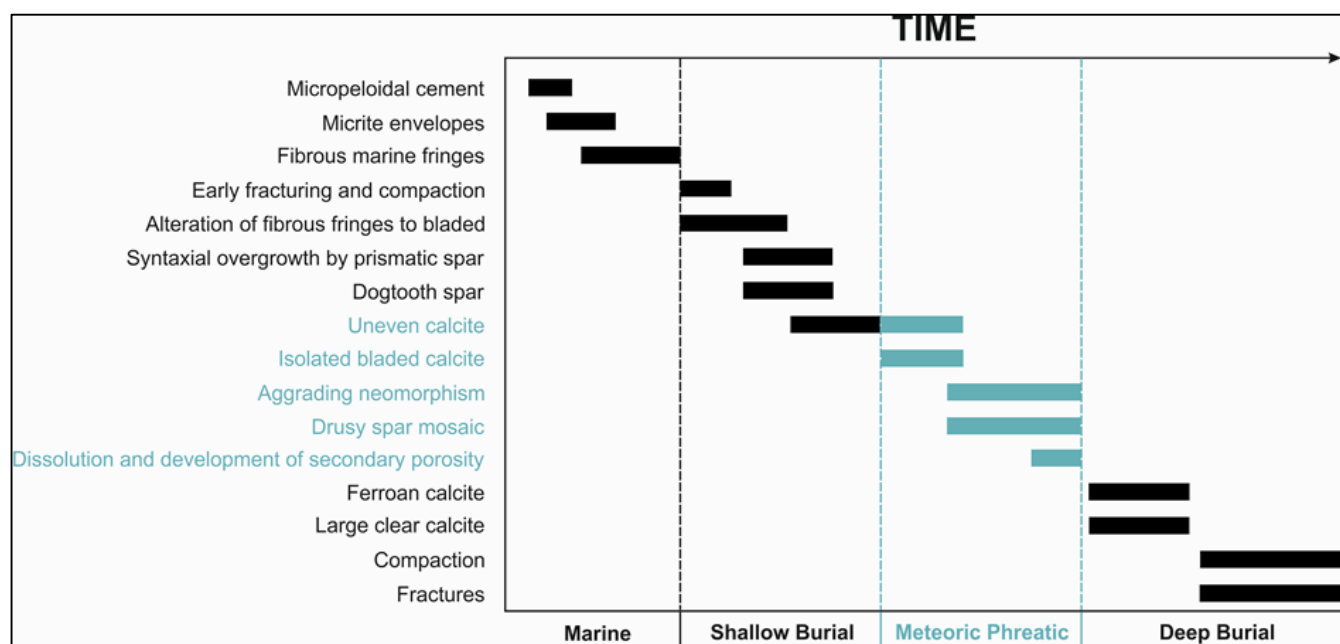 TIME
Micropeloidal cement
Micrite envelopes
Fibrous marine fringes
Early fracturing and compaction
Alteration of fibrous fringes to bladed
Syntaxial overgrowth by prismatic spar
Dogtooth spar
Uneven calcite
Isolated bladed calcite
Aggrading neomorphism
Drusy spar mosaic
Dissolution and development of secondary porosity
Ferroan calcite
Large clear calcite
Compaction
Fractures
Marine Shallow Burial Meteoric Phreatic Deep Burial